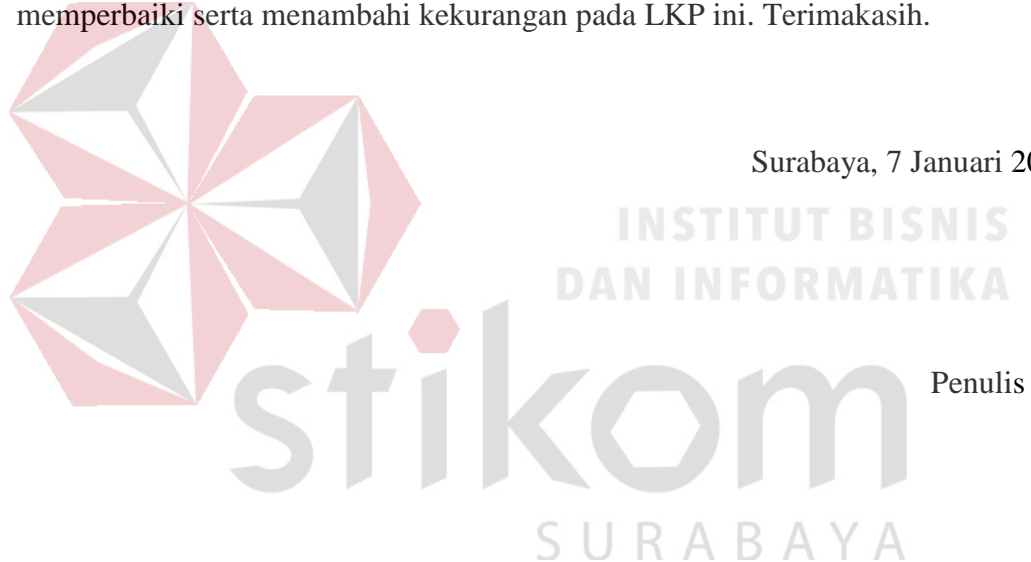 memperbaiki serta menambahi kekurangan pada LKP ini. Terimakasih.
Surabaya, 7 Januari 20
INSTITUT BISNIS
DAN INFORMATIKA
stikom
Penulis
SURABAYA